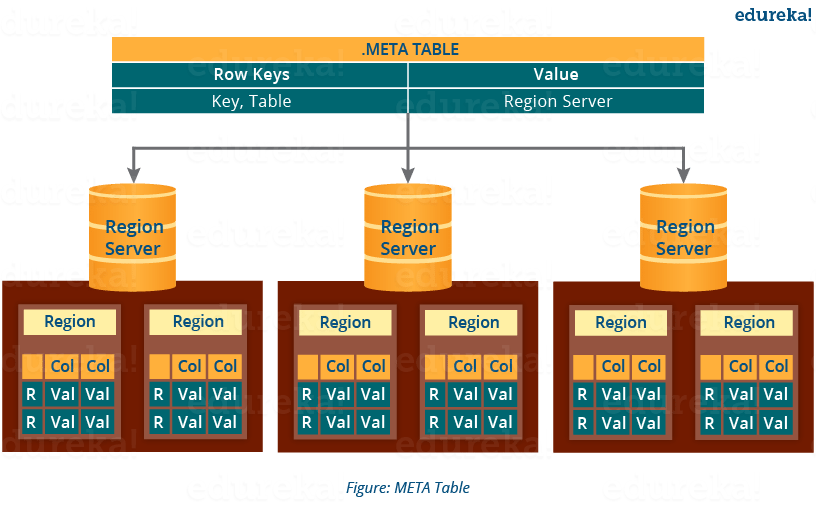 edureka!
.META TABLE
Row Keys Value
Key, Table Region Server
Region Server
Region Server
Region Server
Region Region Region Region Region Region
Col Col Col Col Col Col Col Col Col Col Col Col
R Val Val R Val Val R Val Val R Val Val R Val Val R Val Val
R Val Val R Val Val R Val Val R Val Val R Val Val R Val Val
Figure: META Table